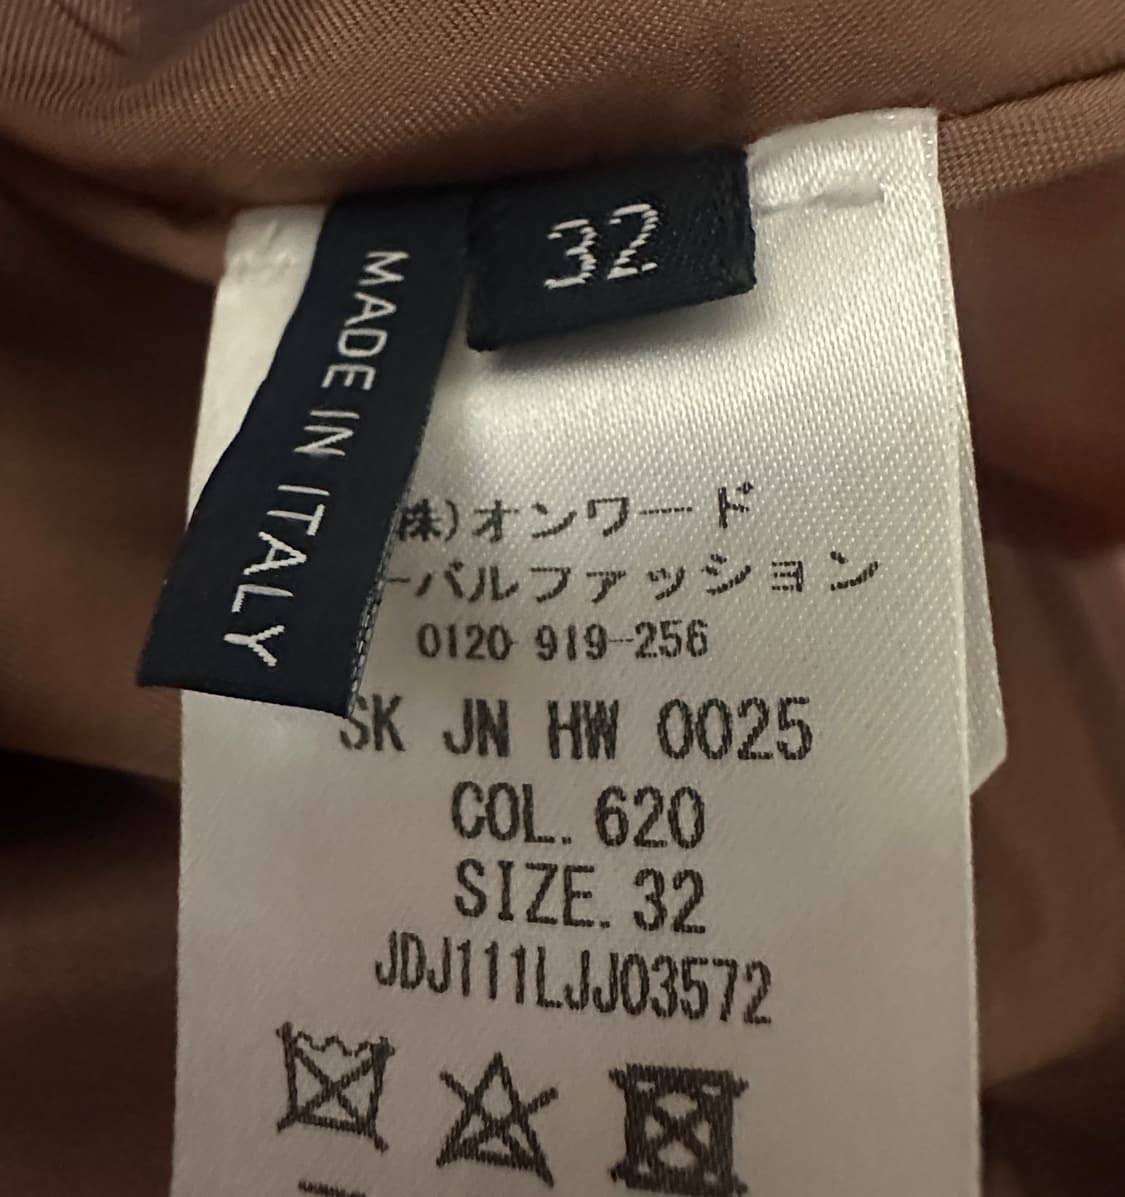 32
MADE IN ITALY
株)オンワード
ーバルファッション
0120-919-256
SK JN HW 0025
COL. 620
SIZE. 32
JDJ111LJJ03572